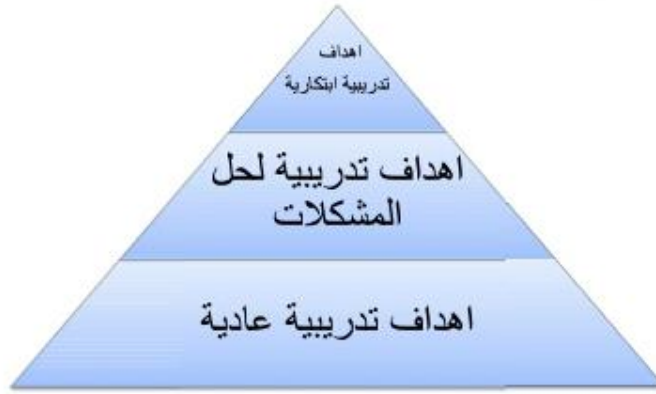 اهداف
تدريبية ابتكارية
اهداف تدريبية لحل
المشكلات
اهداف تدريبية عادية